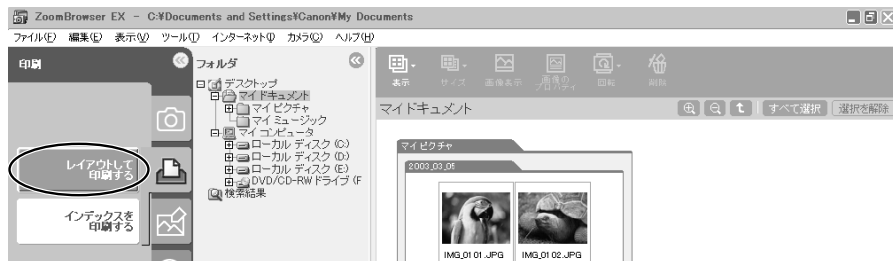 ZoomBrowser EX - C:¥Documents and Settings¥Canon¥My Documents
ファイル(F) 編集(E) 表示(V) ツール(T) インターネット(I) カメラ(C) ヘルプ(H)
印刷
レイアウトして
印刷する
インデックスを
印刷する
フォルダ
デスクトップ
マイ ドキュメント
マイ ピクチャ
マイ ミュージック
マイ コンピュータ
ローカル ディスク (C:)
ローカル ディスク (D:)
ローカル ディスク (E:)
DVD/CD-RW ドライブ (F
検索結果
表示 サイズ 画像表示 画像の 回転 削除
プロパティ
マイ ドキュメント すべて選択 選択を解除
マイ ピクチャ
2003_03_05
IMG_0101.JPG IMG_0102.JPG